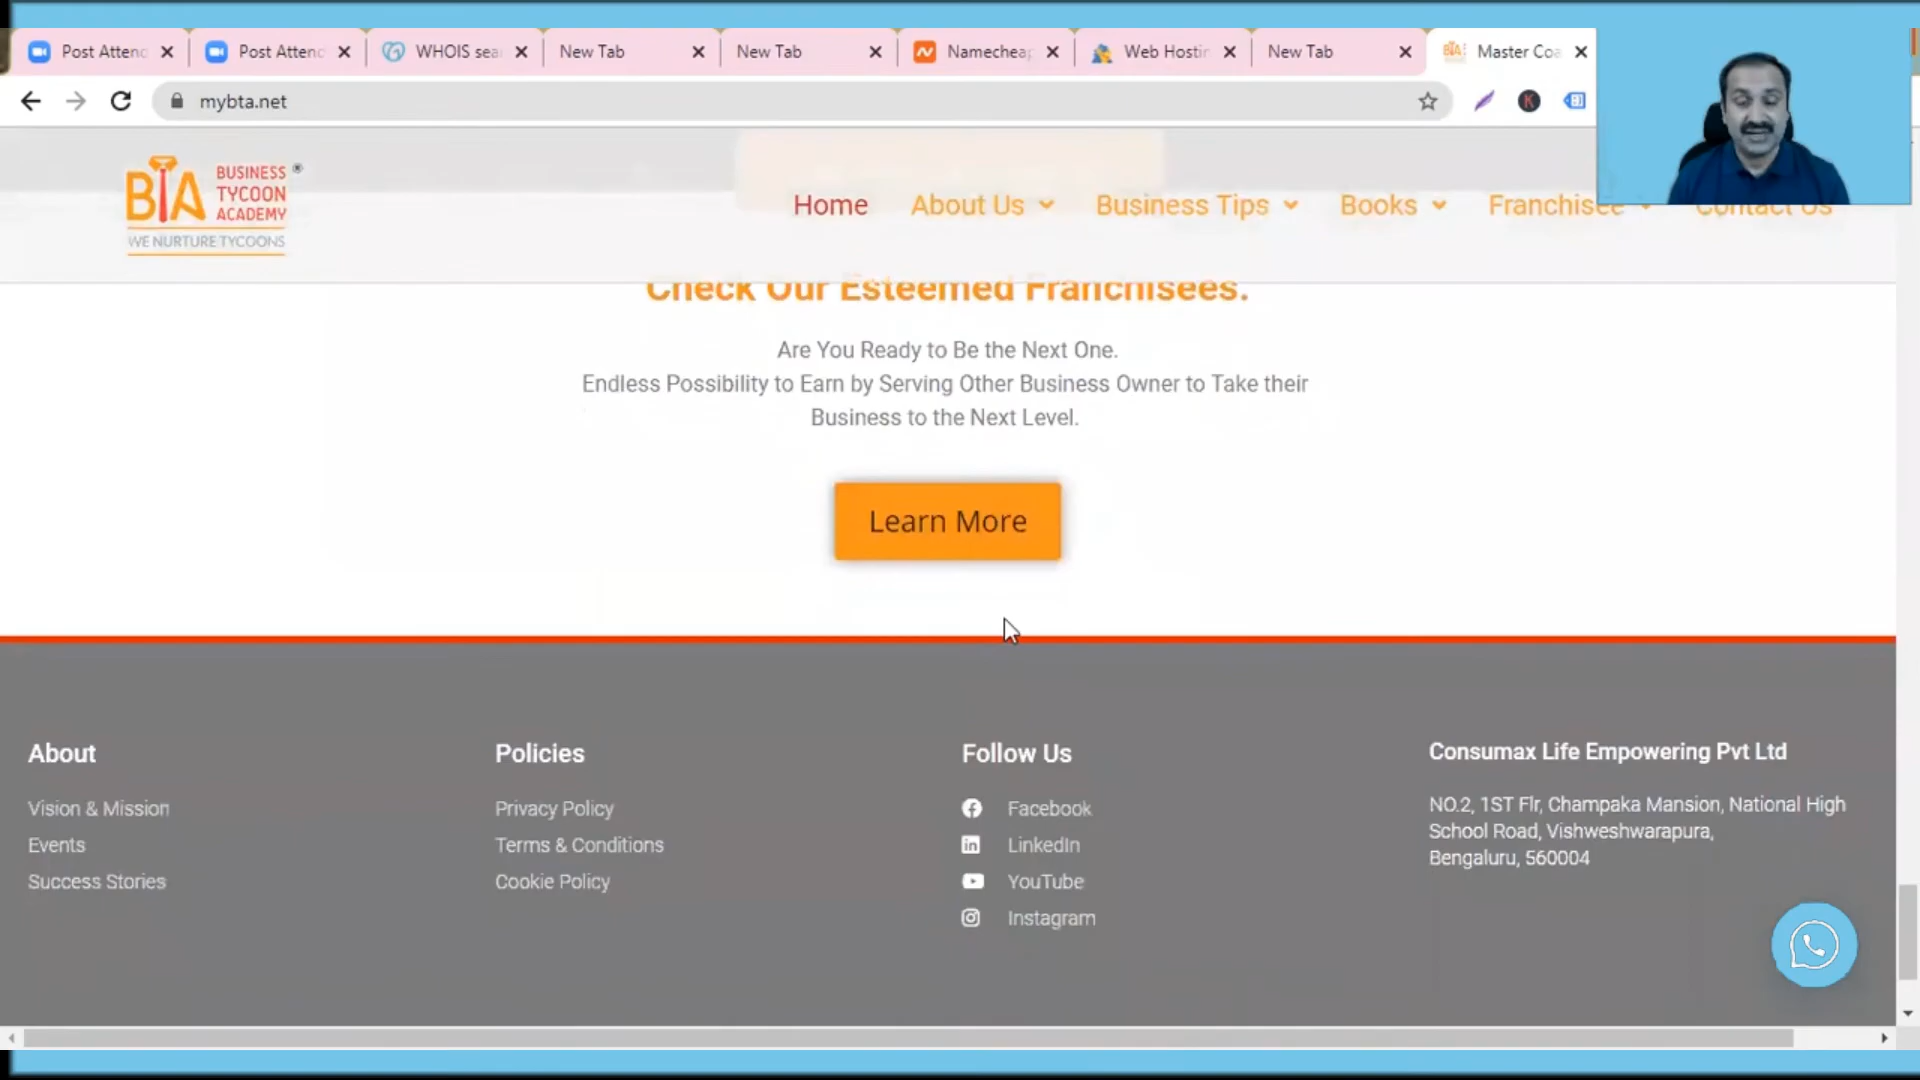 Post Attenc
Post Attenc
WHOIS sea
New Tab
New Tab
Namecheap
Web Hostin
New Tab
Master Coa
mybta.net
K
BTA
BUSINESS ®
TYCOON
ACADEMY
WE NURTURE TYCOONS
Home
About Us
Business Tips
Books
Franchisee
Contact Us
Check Our Esteemed Franchisees.
Are You Ready to Be the Next One.
Endless Possibility to Earn by Serving Other Business Owner to Take their
Business to the Next Level.
Learn More
About
Vision & Mission
Events
Success Stories
Policies
Privacy Policy
Terms & Conditions
Cookie Policy
Follow Us
Facebook
LinkedIn
YouTube
Instagram
Consumax Life Empowering Pvt Ltd
NO.2, 1ST Flr, Champaka Mansion, National High
School Road, Vishweshwarapura,
Bengaluru, 560004